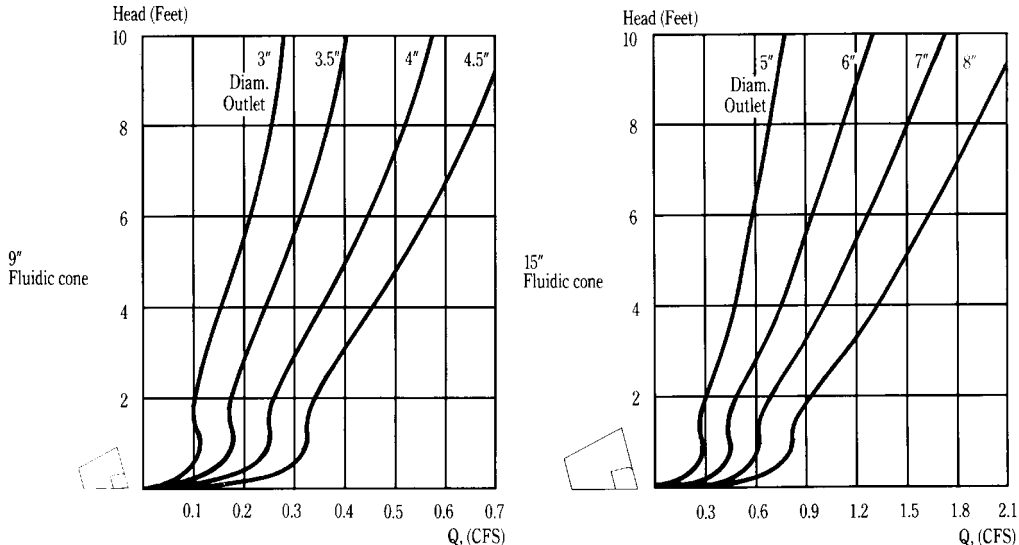 Head (Feet)
10
8
6
4
2
3″
Diam.
Outlet
3.5″
4″
4.5″
9″
Fluidic cone
0.1 0.2 0.3 0.4 0.5 0.6 0.7
Q, (CFS)
Head (Feet)
10
8
6
4
2
5″
Diam.
Outlet
6″
7″
8″
15″
Fluidic cone
0.3 0.6 0.9 1.2 1.5 1.8 2.1
Q, (CFS)